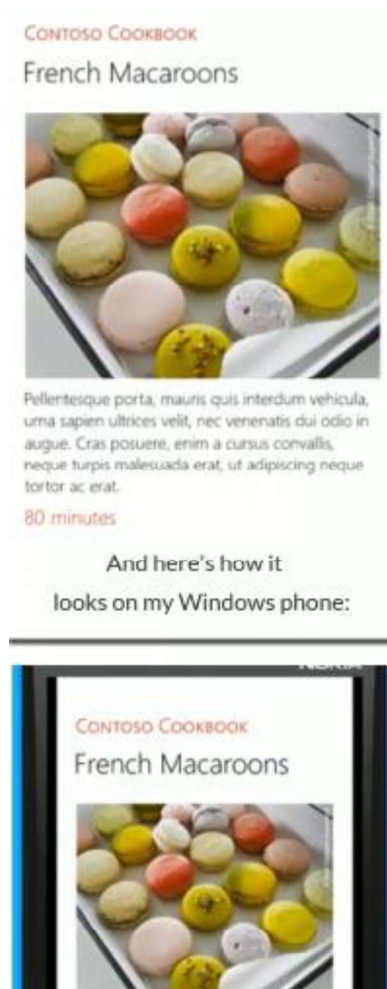 CONTOSO COOKBOOK
French Macaroons
Pellentesque porta, mauris quis interdum vehicula,
urna sapien ultrices velit, nec venenatis dui odio in
augue. Cras posuere, enim a cursus convallis,
neque turpis malesuada erat, ut adipiscing neque
tortor ac erat.
80 minutes
And here's how it
looks on my Windows phone:
NOKIA
CONTOSO COOKBOOK
French Macaroons